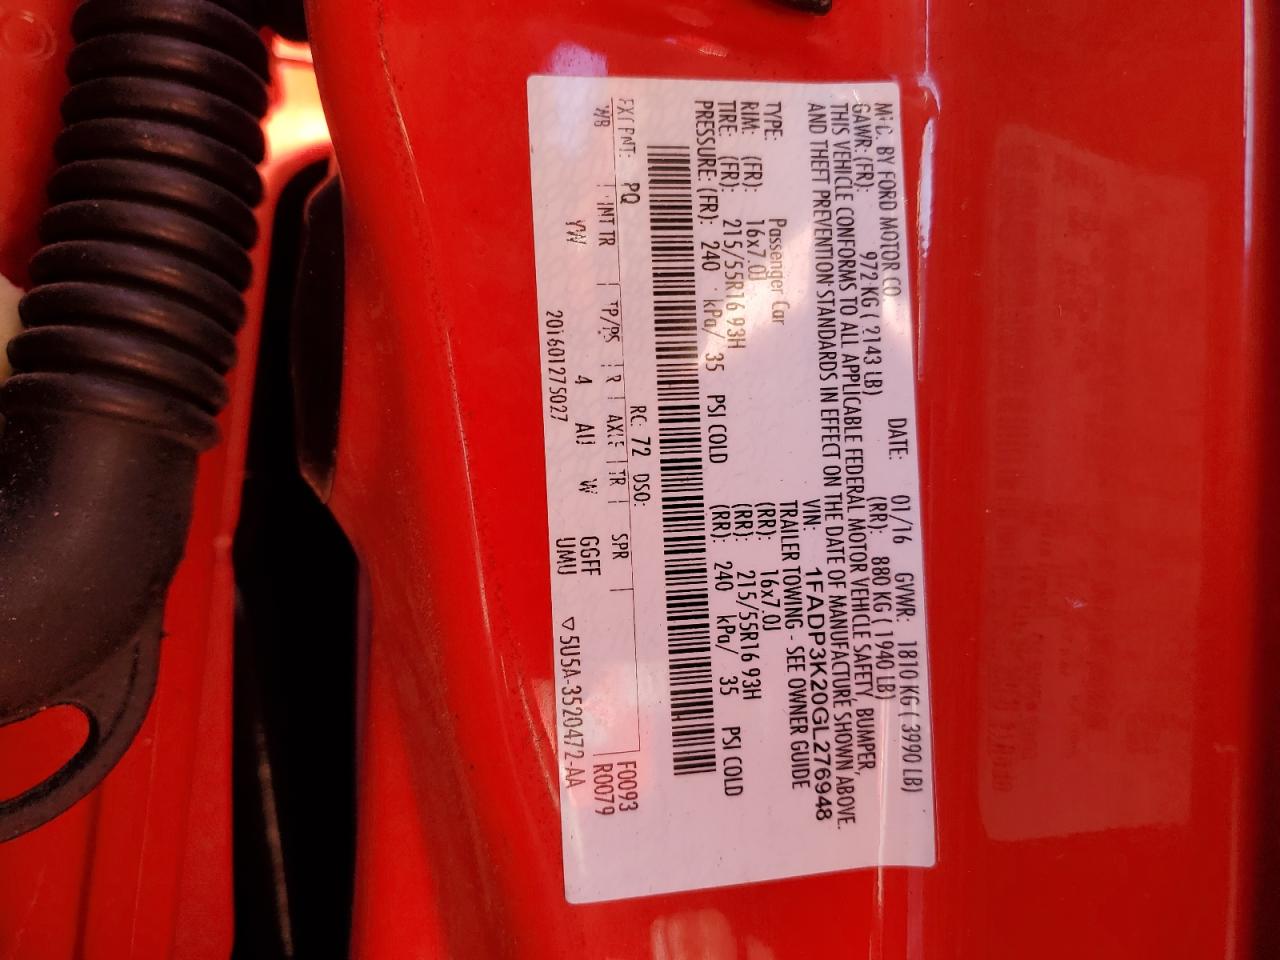 MFG. BY FORD MOTOR CO. DATE: 01/16 GVWR: 1810 KG ( 3990 LB)
GAWR: (FR): 972 KG ( 2143 LB) (RR): 880 KG ( 1940 LB)
THIS VEHICLE CONFORMS TO ALL APPLICABLE FEDERAL MOTOR VEHICLE SAFETY, BUMPER,
AND THEFT PREVENTION STANDARDS IN EFFECT ON THE DATE OF MANUFACTURE SHOWN ABOVE.
VIN: 1FADP3K20GL276948
TYPE: Passenger Car TRAILER TOWING - SEE OWNER GUIDE
RIM: (FR): 16x7.0J (RR): 16x7.0J
TIRE: (FR): 215/55R16 93H (RR): 215/55R16 93H
PRESSURE: (FR): 240 kPa/ 35 PSI COLD (RR): 240 kPa/ 35 PSI COLD
RC: 72 DSO:
EXT PNT: PQ F0093
WB INT TR TP/PS R AXLE TR SPR R0079
YW 4 AU W GGFF
UMU
20160127S027 ▽ 5U5A-3520472-AA